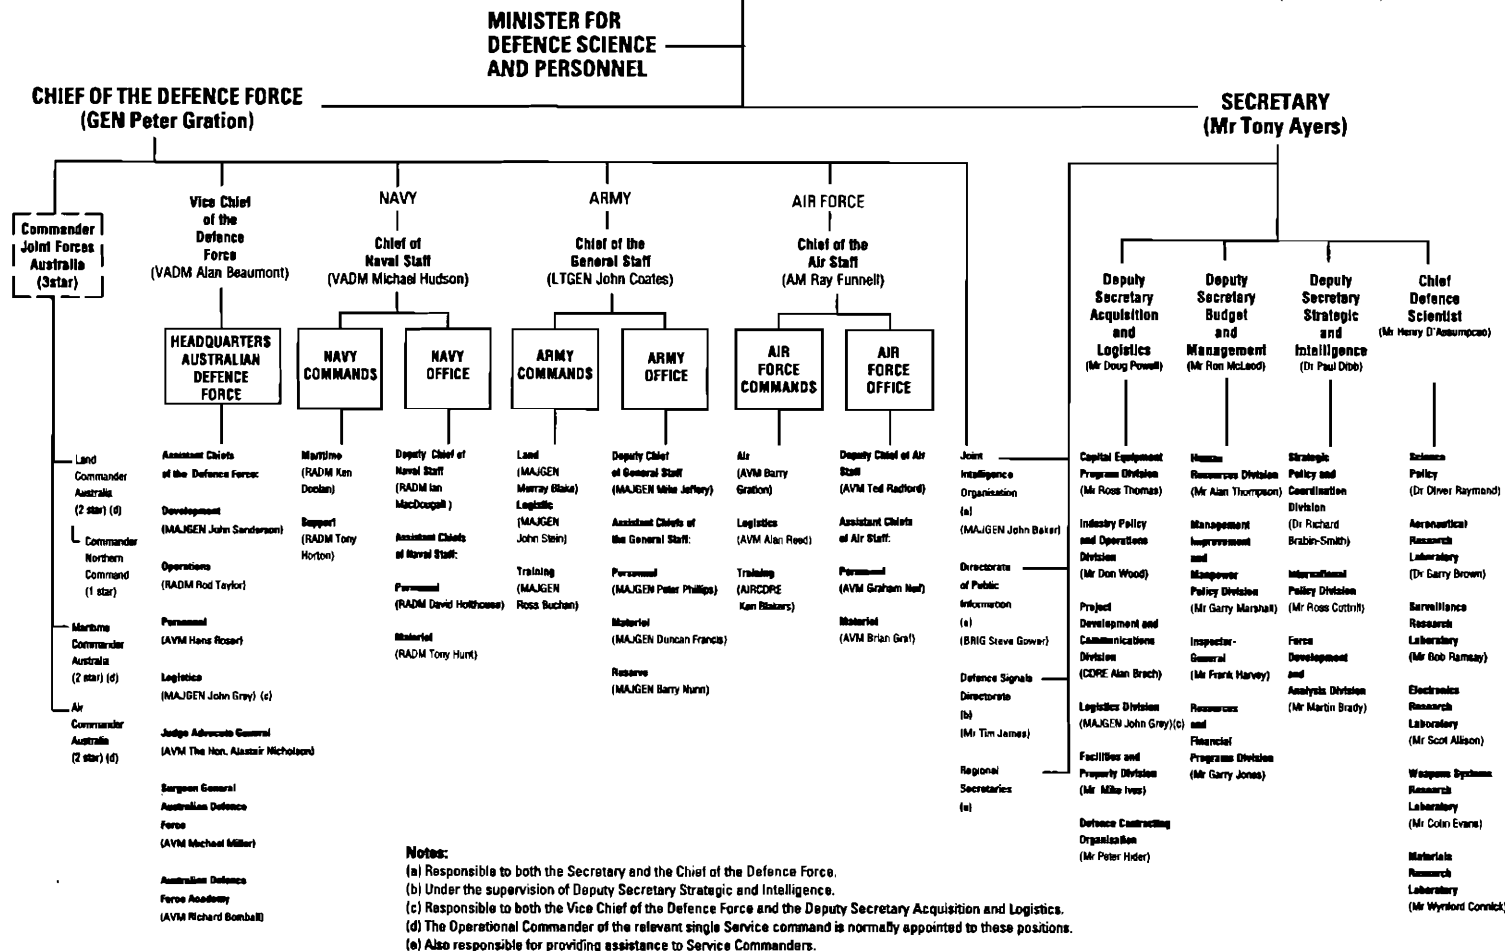 MINISTER FOR
DEFENCE SCIENCE
AND PERSONNEL
CHIEF OF THE DEFENCE FORCE
(GEN Peter Gration)
SECRETARY
(Mr Tony Ayers)
Commander
Joint Forces
Australia
(3star)
Vice Chief
of the
Defence
Force
(VADM Alan Beaumont)
NAVY
Chief of
Naval Staff
(VADM Michael Hudson)
ARMY
Chief of the
General Staff
(LTGEN John Coates)
AIR FORCE
Chief of the
Air Staff
(AM Ray Funnell)
Deputy
Secretary
Acquisition
and
Logistics
(Mr Doug Powell)
Deputy
Secretary
Budget
and
Management
(Mr Ron McLeod)
Deputy
Secretary
Strategic
and
Intelligence
(Dr Paul Dibb)
Chief
Defence
Scientist
(Mr Henry D'Assumpcao)
HEADQUARTERS
AUSTRALIAN
DEFENCE
FORCE
NAVY
COMMANDS
NAVY
OFFICE
ARMY
COMMANDS
ARMY
OFFICE
AIR
FORCE
COMMANDS
AIR
FORCE
OFFICE
Land
Commander
Australia
(2 star) (d)
Commander
Northern
Command
(1 star)
Maritime
Commander
Australia
(2 star) (d)
Air
Commander
Australia
(2 star) (d)
Assistant Chiefs
of the Defence Force:
Development
(MAJGEN John Sanderson)
Operations
(RADM Rod Taylor)
Personnel
(AVM Hans Roser)
Logistics
(MAJGEN John Grey) (c)
Judge Advocate General
(AVM The Hon. Alastair Nicholson)
Surgeon General
Australian Defence
Force
(AVM Michael Miller)
Australian Defence
Force Academy
(AVM Richard Bomball)
Maritime
(RADM Ken
Doolan)
Support
(RADM Tony
Horton)
Deputy Chief of
Naval Staff
(RADM Ian
MacDougall )
Assistant Chiefs
of Naval Staff:
Personnel
(RADM David Holthouse)
Materiel
(RADM Tony Hunt)
Land
(MAJGEN
Murray Blake)
Logistic
(MAJGEN
John Stein)
Training
(MAJGEN
Ross Buchan)
Deputy Chief
of General Staff
(MAJGEN Mike Jeffery)
Assistant Chiefs of
the General Staff:
Personnel
(MAJGEN Peter Phillips)
Materiel
(MAJGEN Duncan Francis)
Reserve
(MAJGEN Barry Nunn)
Air
(AVM Barry
Gration)
Logistics
(AVM Alan Reed)
Training
(AIRCDRE
Ken Blakers)
Deputy Chief of Air
Staff
(AVM Ted Radford)
Assistant Chiefs
of Air Staff:
Personnel
(AVM Graham Neil)
Materiel
(AVM Brian Graf)
Joint
Intelligence
Organisation
(a)
(MAJGEN John Baker)
Directorate
of Public
Information
(a)
(BRIG Steve Gower)
Defence Signals
Directorate
(b)
(Mr Tim James)
Regional
Secretaries
(e)
Capital Equipment
Program Division
(Mr Ross Thomas)
Industry Policy
and Operations
Division
(Mr Don Wood)
Project
Development and
Communications
Division
(CDRE Alan Brech)
Logistics Division
(MAJGEN John Grey)(c)
Facilities and
Property Division
(Mr Mike Ives)
Defence Contracting
Organisation
(Mr Peter Hider)
Human
Resources Division
(Mr Alan Thompson)
Management
Improvement
and
Manpower
Policy Division
(Mr Garry Marshall)
Inspector-
General
(Mr Frank Harvey)
Resources
and
Financial
Programs Division
(Mr Garry Jones)
Strategic
Policy and
Coordination
Division
(Dr Richard
Brabin-Smith)
International
Policy Division
(Mr Ross Cottrill)
Force
Development
and
Analysis Division
(Mr Martin Brady)
Science
Policy
(Dr Oliver Raymond)
Aeronautical
Research
Laboratory
(Dr Garry Brown)
Surveillance
Research
Laboratory
(Mr Bob Ramsay)
Electronics
Research
Laboratory
(Mr Scot Allison)
Weapons Systems
Research
Laboratory
(Mr Colin Evans)
Materials
Research
Laboratory
(Mr Wynford Connick)
Notes:
(a) Responsible to both the Secretary and the Chief of the Defence Force.
(b) Under the supervision of Deputy Secretary Strategic and Intelligence.
(c) Responsible to both the Vice Chief of the Defence Force and the Deputy Secretary Acquisition and Logistics.
(d) The Operational Commander of the relevant single Service command is normally appointed to these positions.
(e) Also responsible for providing assistance to Service Commanders.